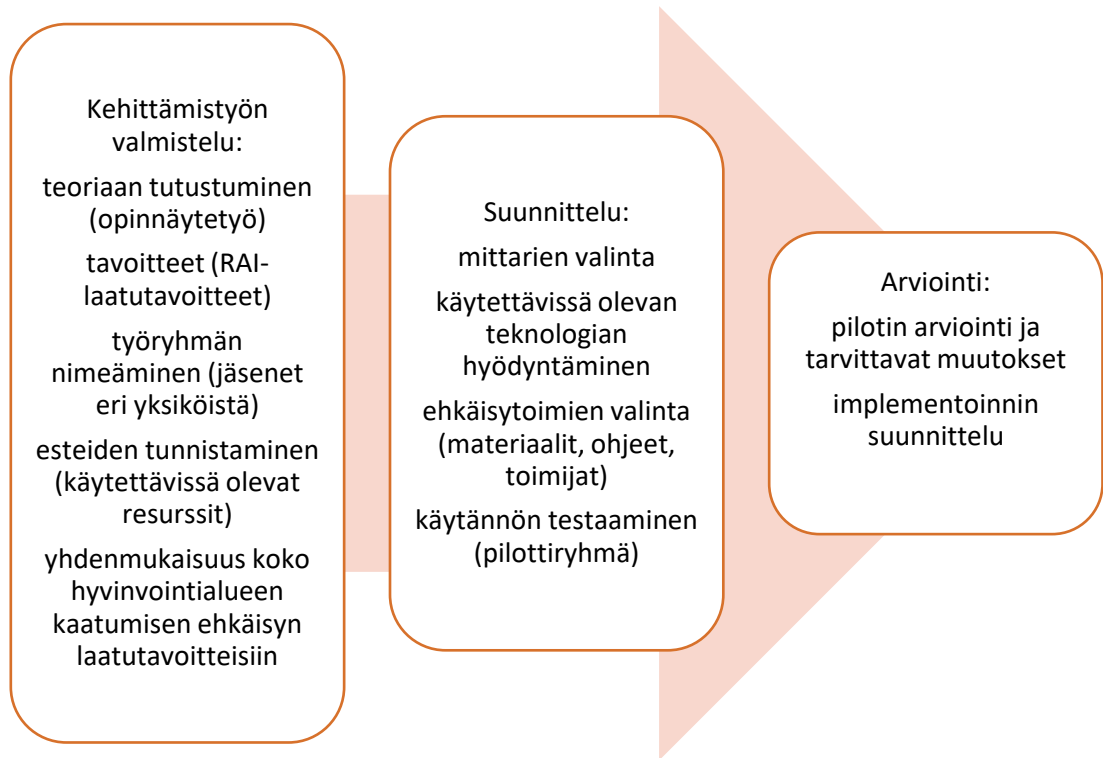 Kehittämistyön
valmistelu:
teoriaan tutustuminen
(opinnäytetyö)
tavoitteet (RAI-
laatutavoitteet)
työryhmän
nimeäminen (jäsenet
eri yksiköistä)
esteiden tunnistaminen
(käytettävissä olevat
resurssit)
yhdenmukaisuus koko
hyvinvointialueen
kaatumisen ehkäisyn
laatutavoitteisiin
Suunnittelu:
mittarien valinta
käytettävissä olevan
teknologian
hyödyntäminen
ehkäisytoimien valinta
(materiaalit, ohjeet,
toimijat)
käytännön testaaminen
(pilottiryhmä)
Arviointi:
pilotin arviointi ja
tarvittavat muutokset
implementoinnin
suunnittelu